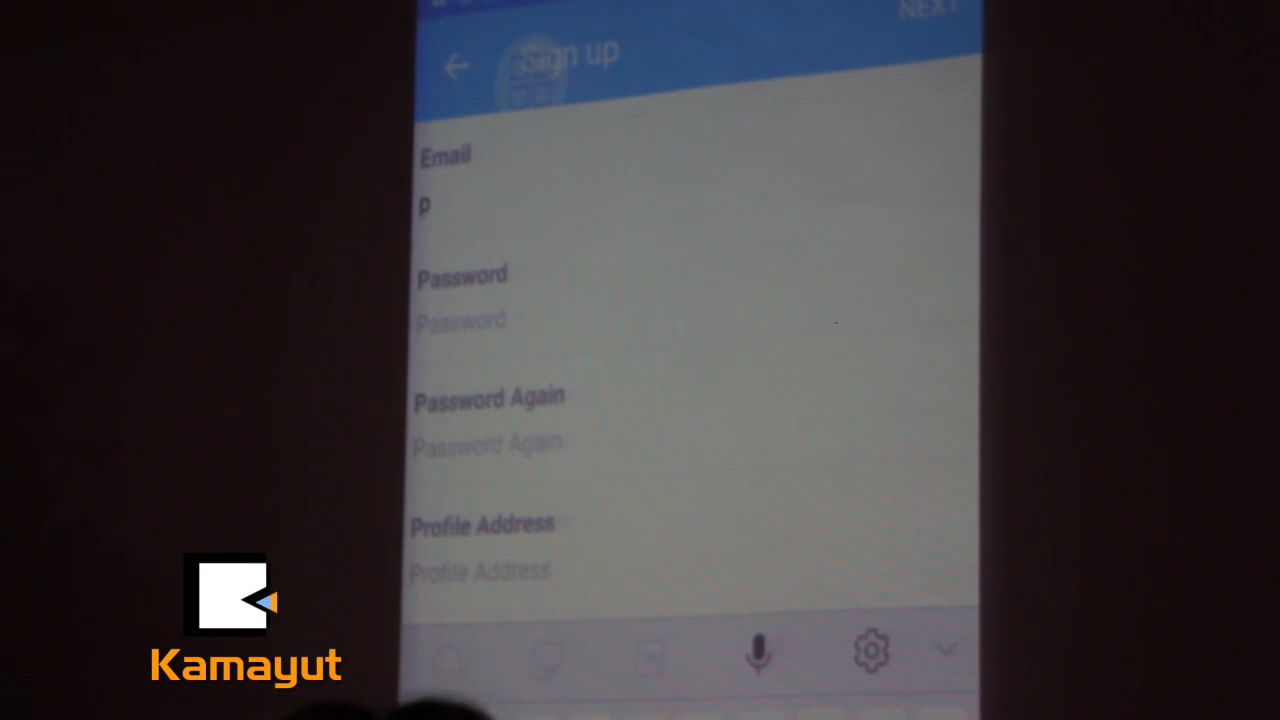 NEXT
Sign up
Email
p
Password
Password
Password Again
Password Again
Profile Address
Profile Address
Kamayut